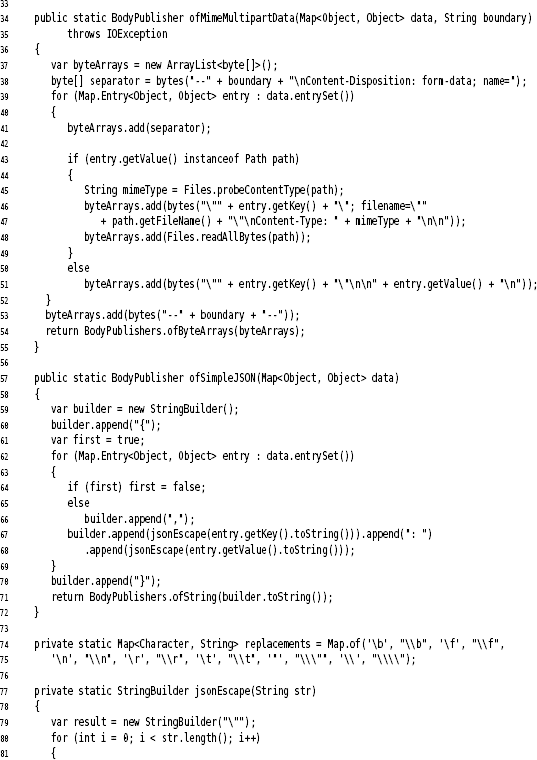 33
34 public static BodyPublisher ofMimeMultipartData(Map<Object, Object> data, String boundary)
35 throws IOException
36 {
37 var byteArrays = new ArrayList<byte[]>();
38 byte[] separator = bytes("--" + boundary + "\nContent-Disposition: form-data; name=");
39 for (Map.Entry<Object, Object> entry : data.entrySet())
40 {
41 byteArrays.add(separator);
42
43 if (entry.getValue() instanceof Path path)
44 {
45 String mimeType = Files.probeContentType(path);
46 byteArrays.add(bytes("\"" + entry.getKey() + "\"; filename=\""
47 + path.getFileName() + "\"\nContent-Type: " + mimeType + "\n\n"));
48 byteArrays.add(Files.readAllBytes(path));
49 }
50 else
51 byteArrays.add(bytes("\"" + entry.getKey() + "\"\n\n" + entry.getValue() + "\n"));
52 }
53 byteArrays.add(bytes("--" + boundary + "--"));
54 return BodyPublishers.ofByteArrays(byteArrays);
55 }
56
57 public static BodyPublisher ofSimpleJSON(Map<Object, Object> data)
58 {
59 var builder = new StringBuilder();
60 builder.append("{");
61 var first = true;
62 for (Map.Entry<Object, Object> entry : data.entrySet())
63 {
64 if (first) first = false;
65 else
66 builder.append(",");
67 builder.append(jsonEscape(entry.getKey().toString())).append(": ")
68 .append(jsonEscape(entry.getValue().toString()));
69 }
70 builder.append("}");
71 return BodyPublishers.ofString(builder.toString());
72 }
73
74 private static Map<Character, String> replacements = Map.of('\b', "\\b", '\f', "\\f",
75 '\n', "\\n", '\r', "\\r", '\t', "\\t", '"', "\\\"", '\\', "\\\\");
76
77 private static StringBuilder jsonEscape(String str)
78 {
79 var result = new StringBuilder("\"");
80 for (int i = 0; i < str.length(); i++)
81 {